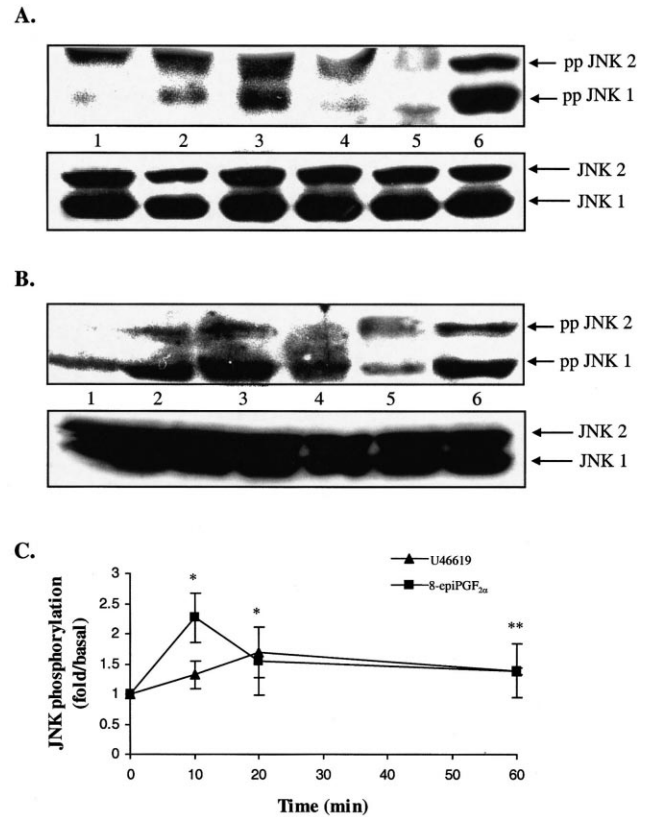 A.
pp JNK 2
pp JNK 1
1 2 3 4 5 6
JNK 2
JNK 1
B.
pp JNK 2
pp JNK 1
1 2 3 4 5 6
JNK 2
JNK 1
C.
U46619
8-epiPGF2α
JNK phosphorylation
(fold/basal)
3
2.5
2
1.5
1
0.5
0
* * **
0 10 20 30 40 50 60
Time (min)